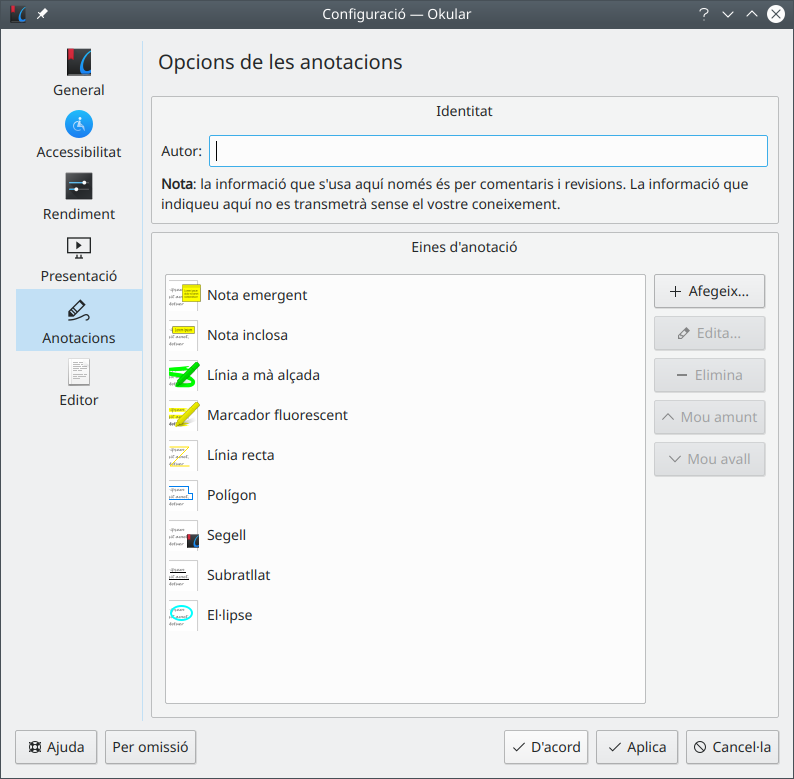 Configuració — Okular
General
Accessibilitat
Rendiment
Presentació
Anotacions
Editor
Opcions de les anotacions
Identitat
Autor:
Nota: la informació que s'usa aquí només és per comentaris i revisions. La informació que
indiqueu aquí no es transmetrà sense el vostre coneixement.
Eines d'anotació
Nota emergent
Nota inclosa
Línia a mà alçada
Marcador fluorescent
Línia recta
Polígon
Segell
Subratllat
El·lipse
Afegeix...
Edita...
Elimina
Mou amunt
Mou avall
Ajuda
Per omissió
D'acord
Aplica
Cancel·la